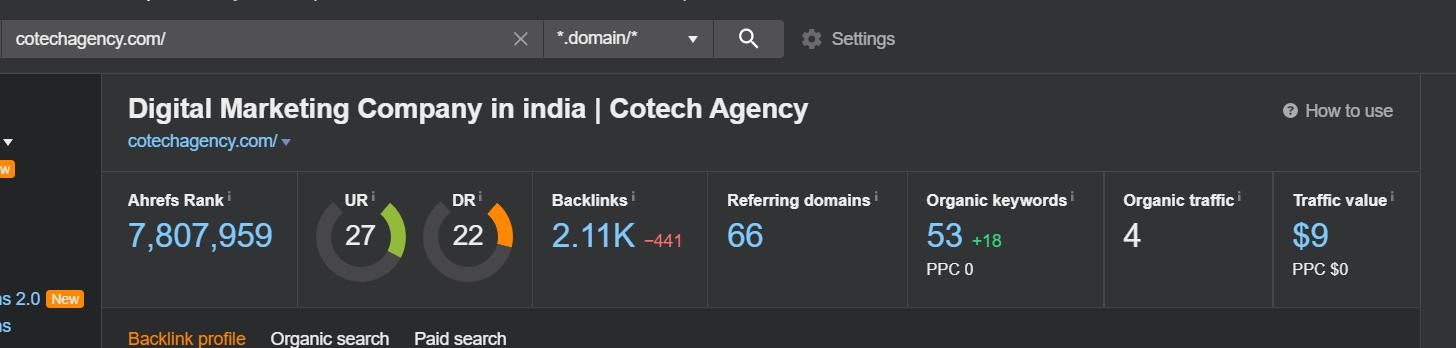 cotechagency.com/
*.domain/*
Settings
Digital Marketing Company in india | Cotech Agency
How to use
cotechagency.com/
w
Ahrefs Rank
UR
DR
Backlinks
Referring domains
Organic keywords
Organic traffic
Traffic value
7,807,959
27
22
2.11K −441
66
53 +18
4
$9
PPC 0
PPC $0
s 2.0 New
s
Backlink profile Organic search Paid search